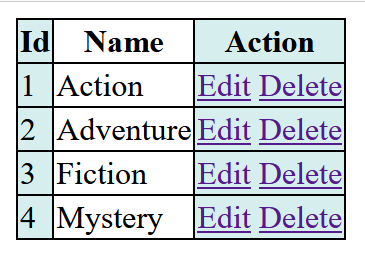 Id Name Action
1 Action Edit Delete
2 Adventure Edit Delete
3 Fiction Edit Delete
4 Mystery Edit Delete